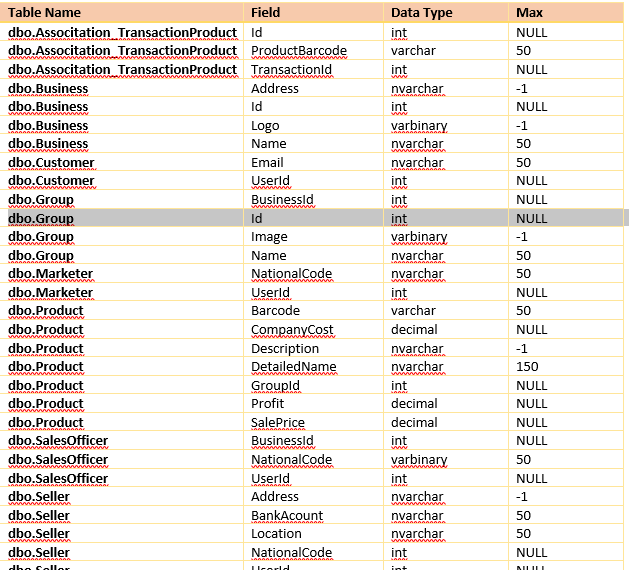 Table Name Field Data Type Max
dbo.Associtation_TransactionProduct Id int NULL
dbo.Associtation_TransactionProduct ProductBarcode varchar 50
dbo.Associtation_TransactionProduct TransactionId int NULL
dbo.Business Address nvarchar -1
dbo.Business Id int NULL
dbo.Business Logo varbinary -1
dbo.Business Name nvarchar 50
dbo.Customer Email nvarchar 50
dbo.Customer UserId int NULL
dbo.Group BusinessId int NULL
dbo.Group Id int NULL
dbo.Group Image varbinary -1
dbo.Group Name nvarchar 50
dbo.Marketer NationalCode nvarchar 50
dbo.Marketer UserId int NULL
dbo.Product Barcode varchar 50
dbo.Product CompanyCost decimal NULL
dbo.Product Description nvarchar -1
dbo.Product DetailedName nvarchar 150
dbo.Product GroupId int NULL
dbo.Product Profit decimal NULL
dbo.Product SalePrice decimal NULL
dbo.SalesOfficer BusinessId int NULL
dbo.SalesOfficer NationalCode varbinary 50
dbo.SalesOfficer UserId int NULL
dbo.Seller Address nvarchar -1
dbo.Seller BankAcount nvarchar 50
dbo.Seller Location nvarchar 50
dbo.Seller NationalCode int NULL
dbo.Seller UserId int NULL